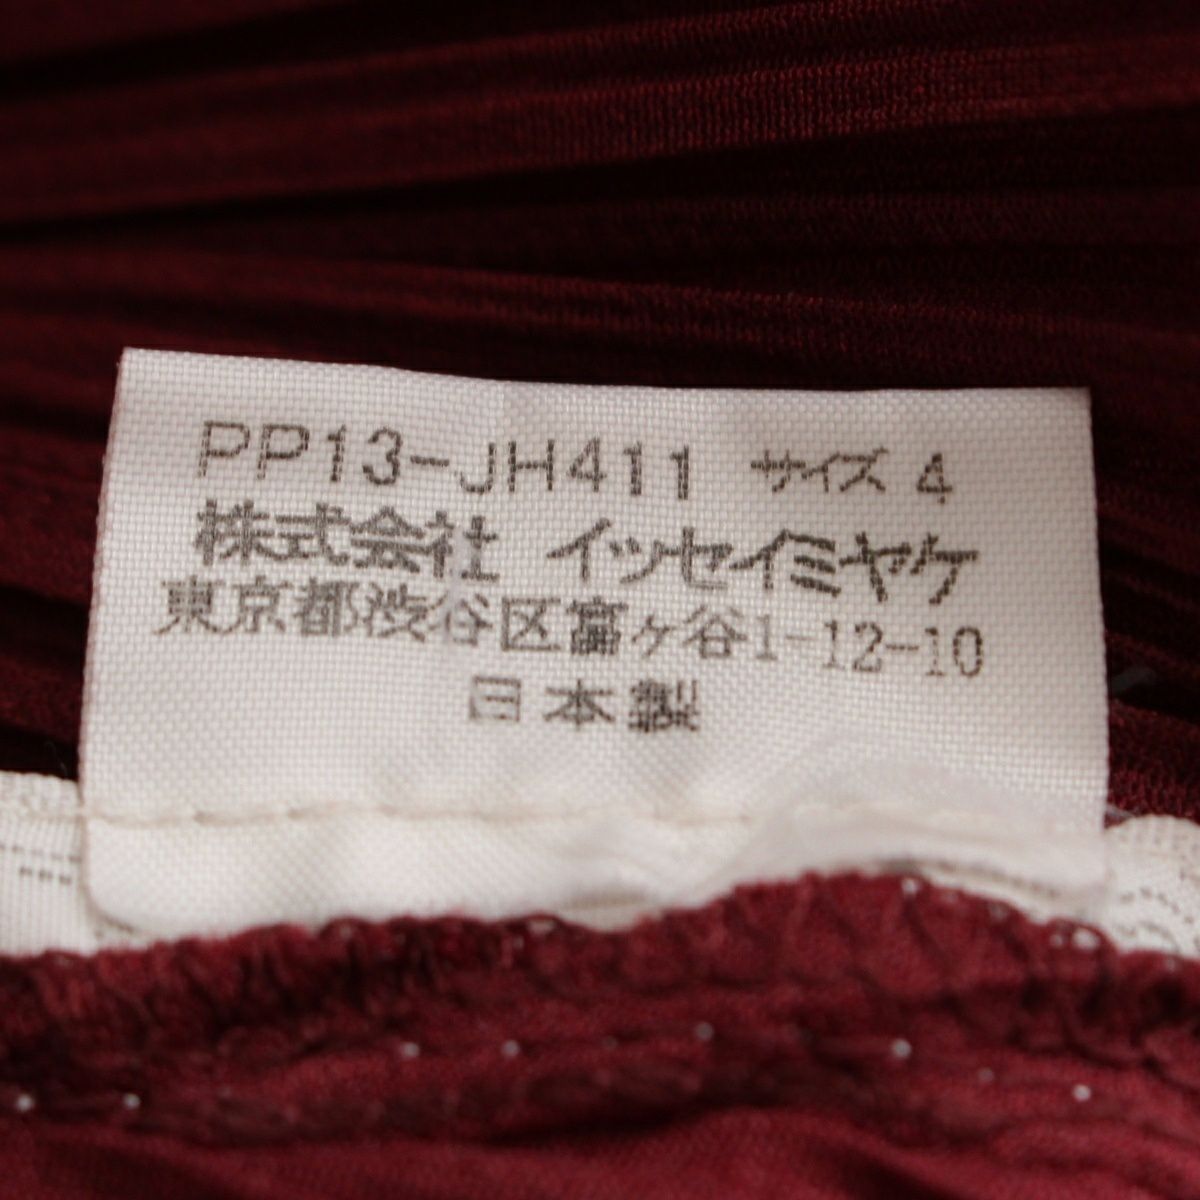 PP13-JH411 サイズ 4
株式会社 イッセイミヤケ
東京都渋谷区富ヶ谷1-12-10
日本製